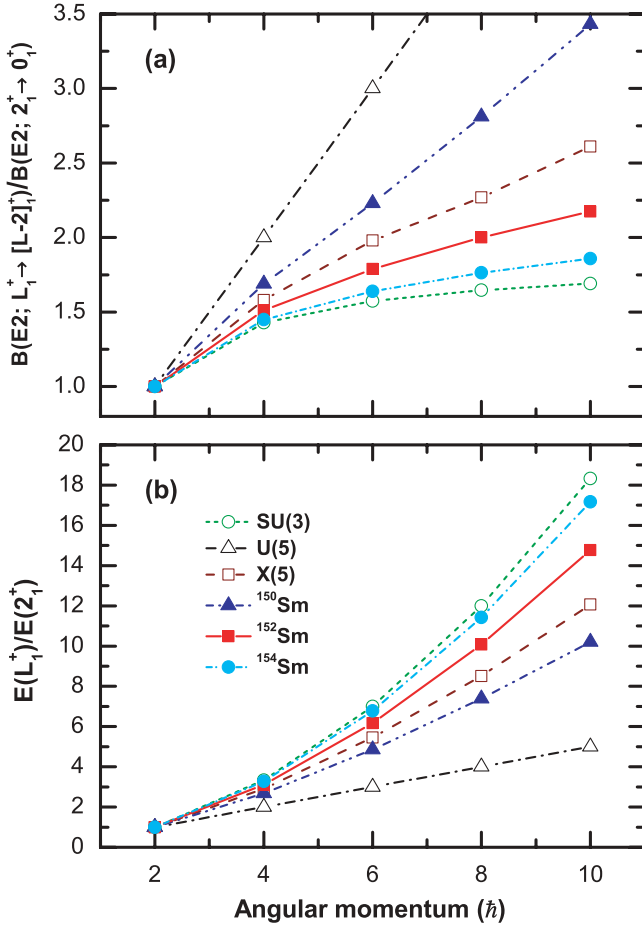 (a)
B(E2; L₁⁺→ [L-2]₁⁺)/B(E2; 2₁⁺→ 0₁⁺)
3.5
3.0
2.5
2.0
1.5
1.0
(b)
E(L₁⁺)/E(2₁⁺)
20
18
16
14
12
10
8
6
4
2
0
SU(3)
U(5)
X(5)
¹⁵⁰Sm
¹⁵²Sm
¹⁵⁴Sm
2 4 6 8 10
Angular momentum (ℏ)